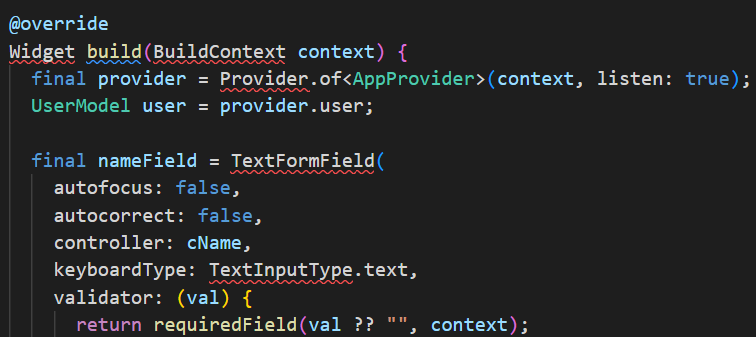 @override
Widget build(BuildContext context) {
final provider = Provider.of<AppProvider>(context, listen: true);
UserModel user = provider.user;
final nameField = TextFormField(
autofocus: false,
autocorrect: false,
controller: cName,
keyboardType: TextInputType.text,
validator: (val) {
return requiredField(val ?? "", context);